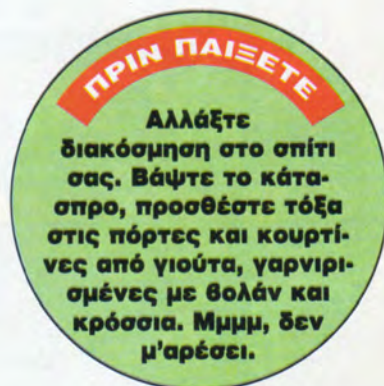 ΠΡΙΝ ΠΑΙΞΕΤΕ
Αλλάξτε
διακόσμηση στο σπίτι
σας. Βάψτε το κάτα-
σπρο, προσθέστε τόξα
στις πόρτες και κουρτί-
νες από γιούτα, γαρνιρι-
σμένες με βολάν και
κρόσσια. Μμμμ, δεν
μ'αρέσει.